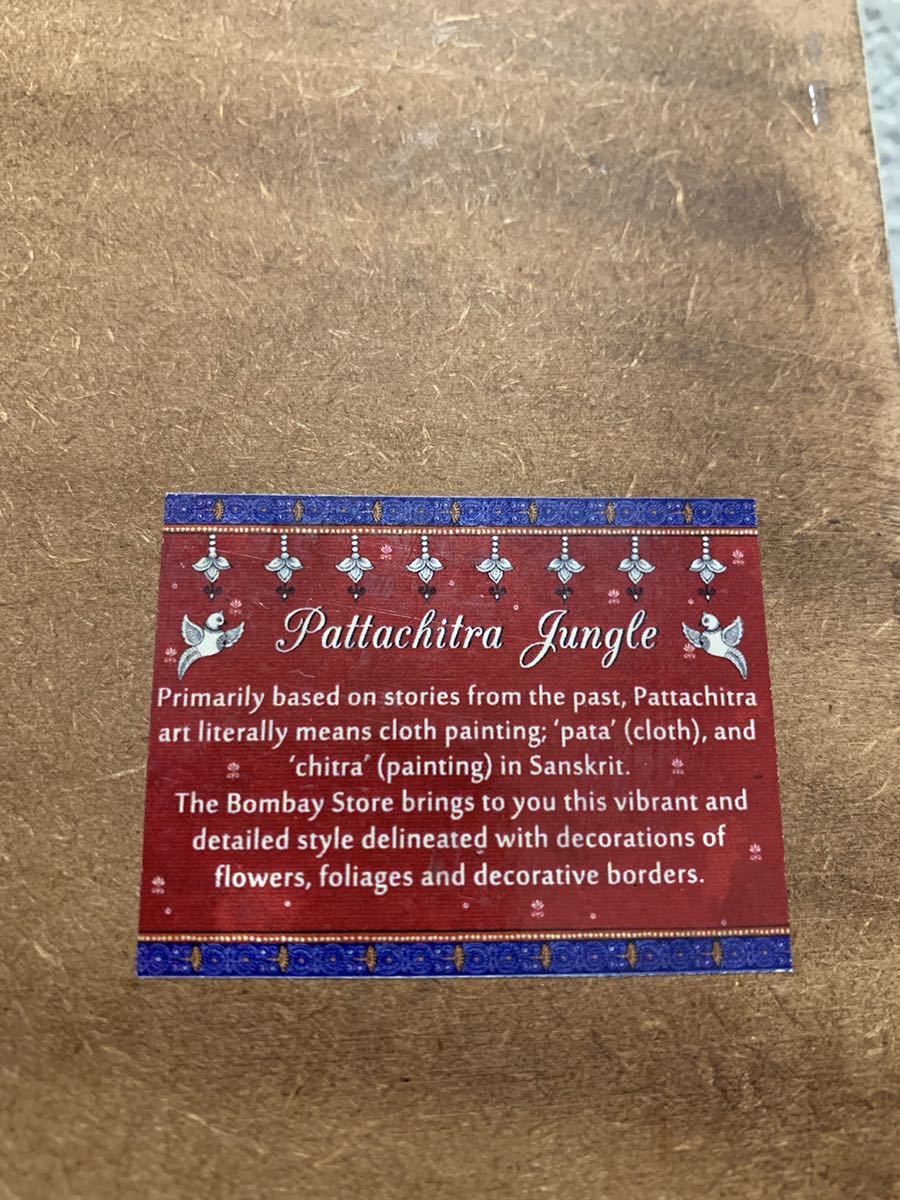 Pattachitra Jungle
Primarily based on stories from the past, Pattachitra
art literally means cloth painting; ‘pata’ (cloth), and
‘chitra’ (painting) in Sanskrit.
The Bombay Store brings to you this vibrant and
detailed style delineated with decorations of
flowers, foliages and decorative borders.